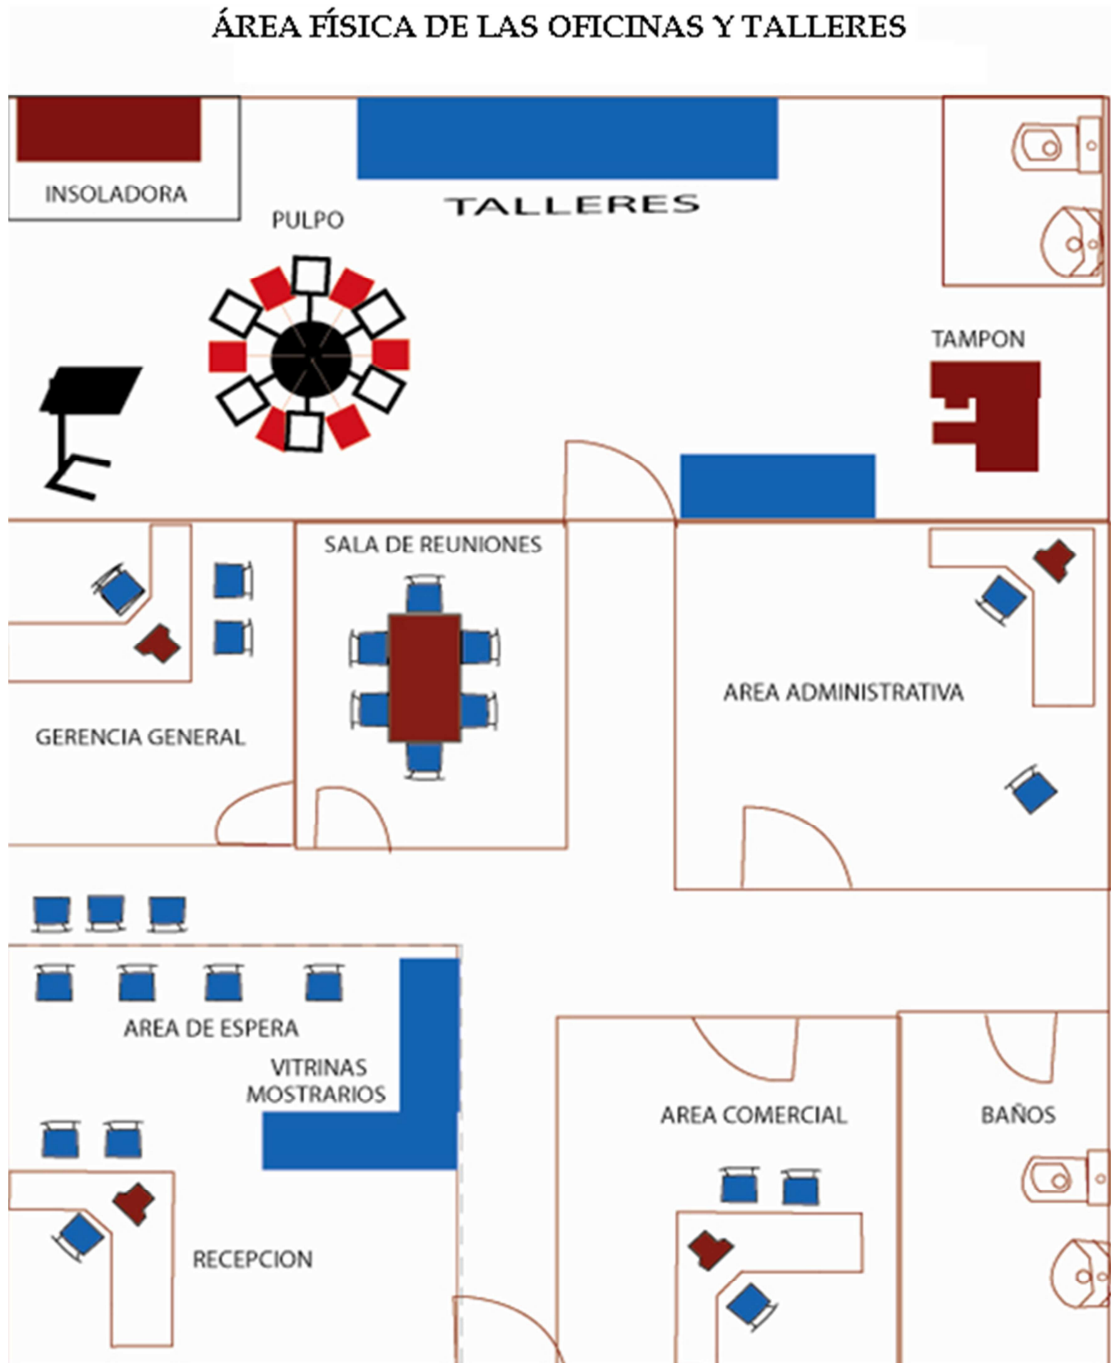 ÁREA FÍSICA DE LAS OFICINAS Y TALLERES
INSOLADORA
PULPO
TALLERES
TAMPON
SALA DE REUNIONES
AREA ADMINISTRATIVA
GERENCIA GENERAL
AREA DE ESPERA
VITRINAS
MOSTRARIOS
AREA COMERCIAL
BAÑOS
RECEPCION